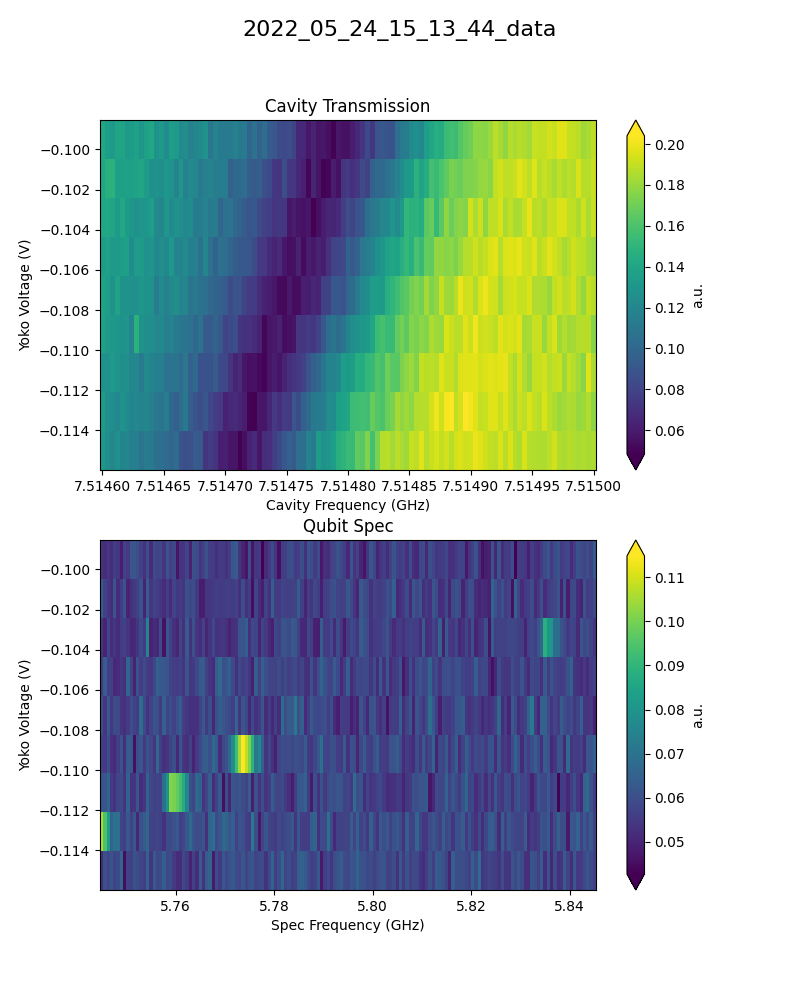 2022_05_24_15_13_44_data
Cavity Transmission
−0.100
−0.102
−0.104
−0.106
−0.108
−0.110
−0.112
−0.114
Yoko Voltage (V)
7.51460 7.51465 7.51470 7.51475 7.51480 7.51485 7.51490 7.51495 7.51500
Cavity Frequency (GHz)
0.20
0.18
0.16
0.14
0.12
0.10
0.08
0.06
a.u.
Qubit Spec
−0.100
−0.102
−0.104
−0.106
−0.108
−0.110
−0.112
−0.114
Yoko Voltage (V)
5.76 5.78 5.80 5.82 5.84
Spec Frequency (GHz)
0.11
0.10
0.09
0.08
0.07
0.06
0.05
a.u.